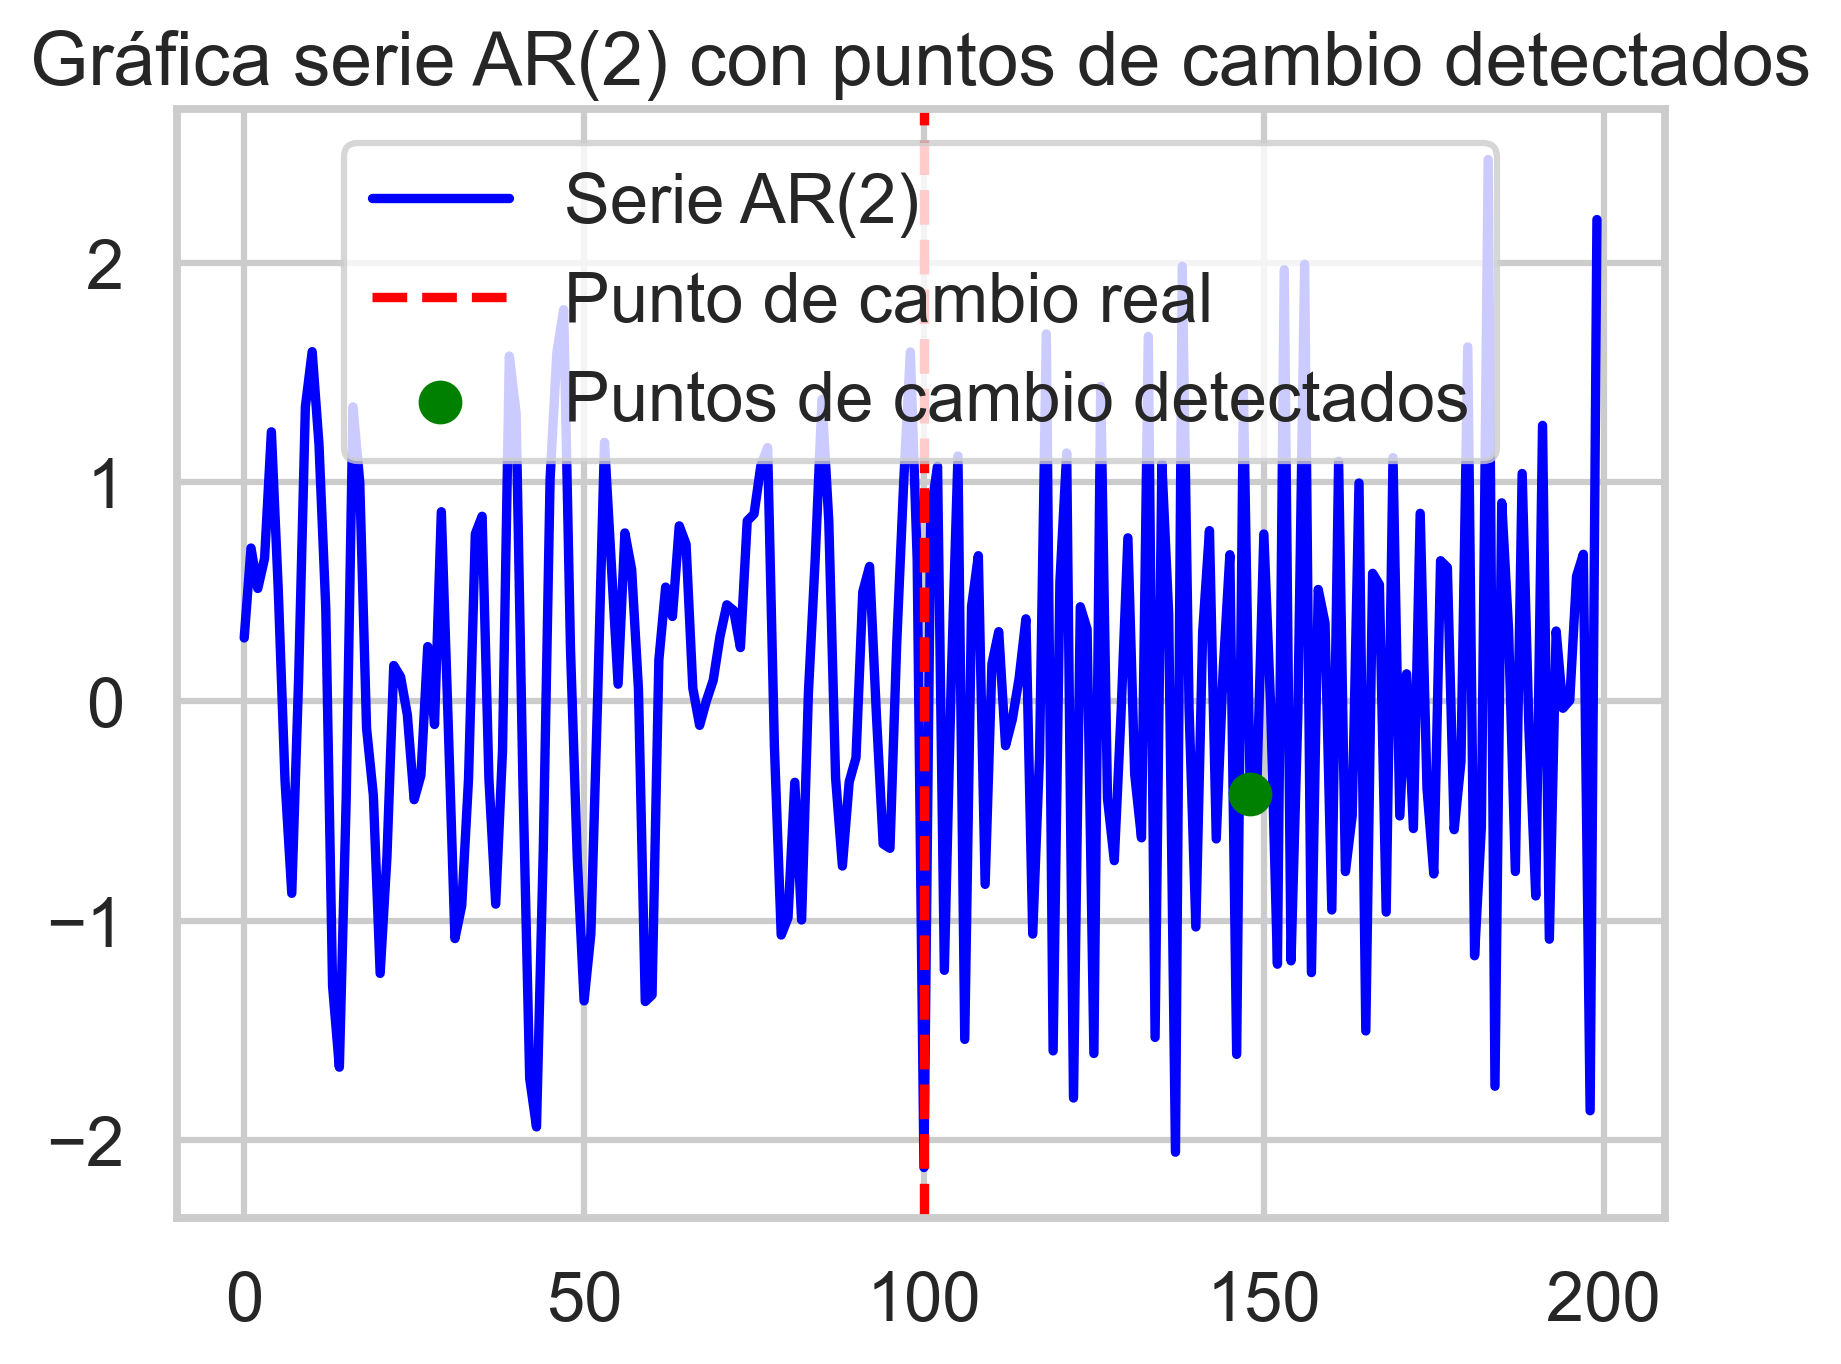 Gráfica serie AR(2) con puntos de cambio detectados
Serie AR(2)
Punto de cambio real
Puntos de cambio detectados
2
1
0
−1
−2
0 50 100 150 200